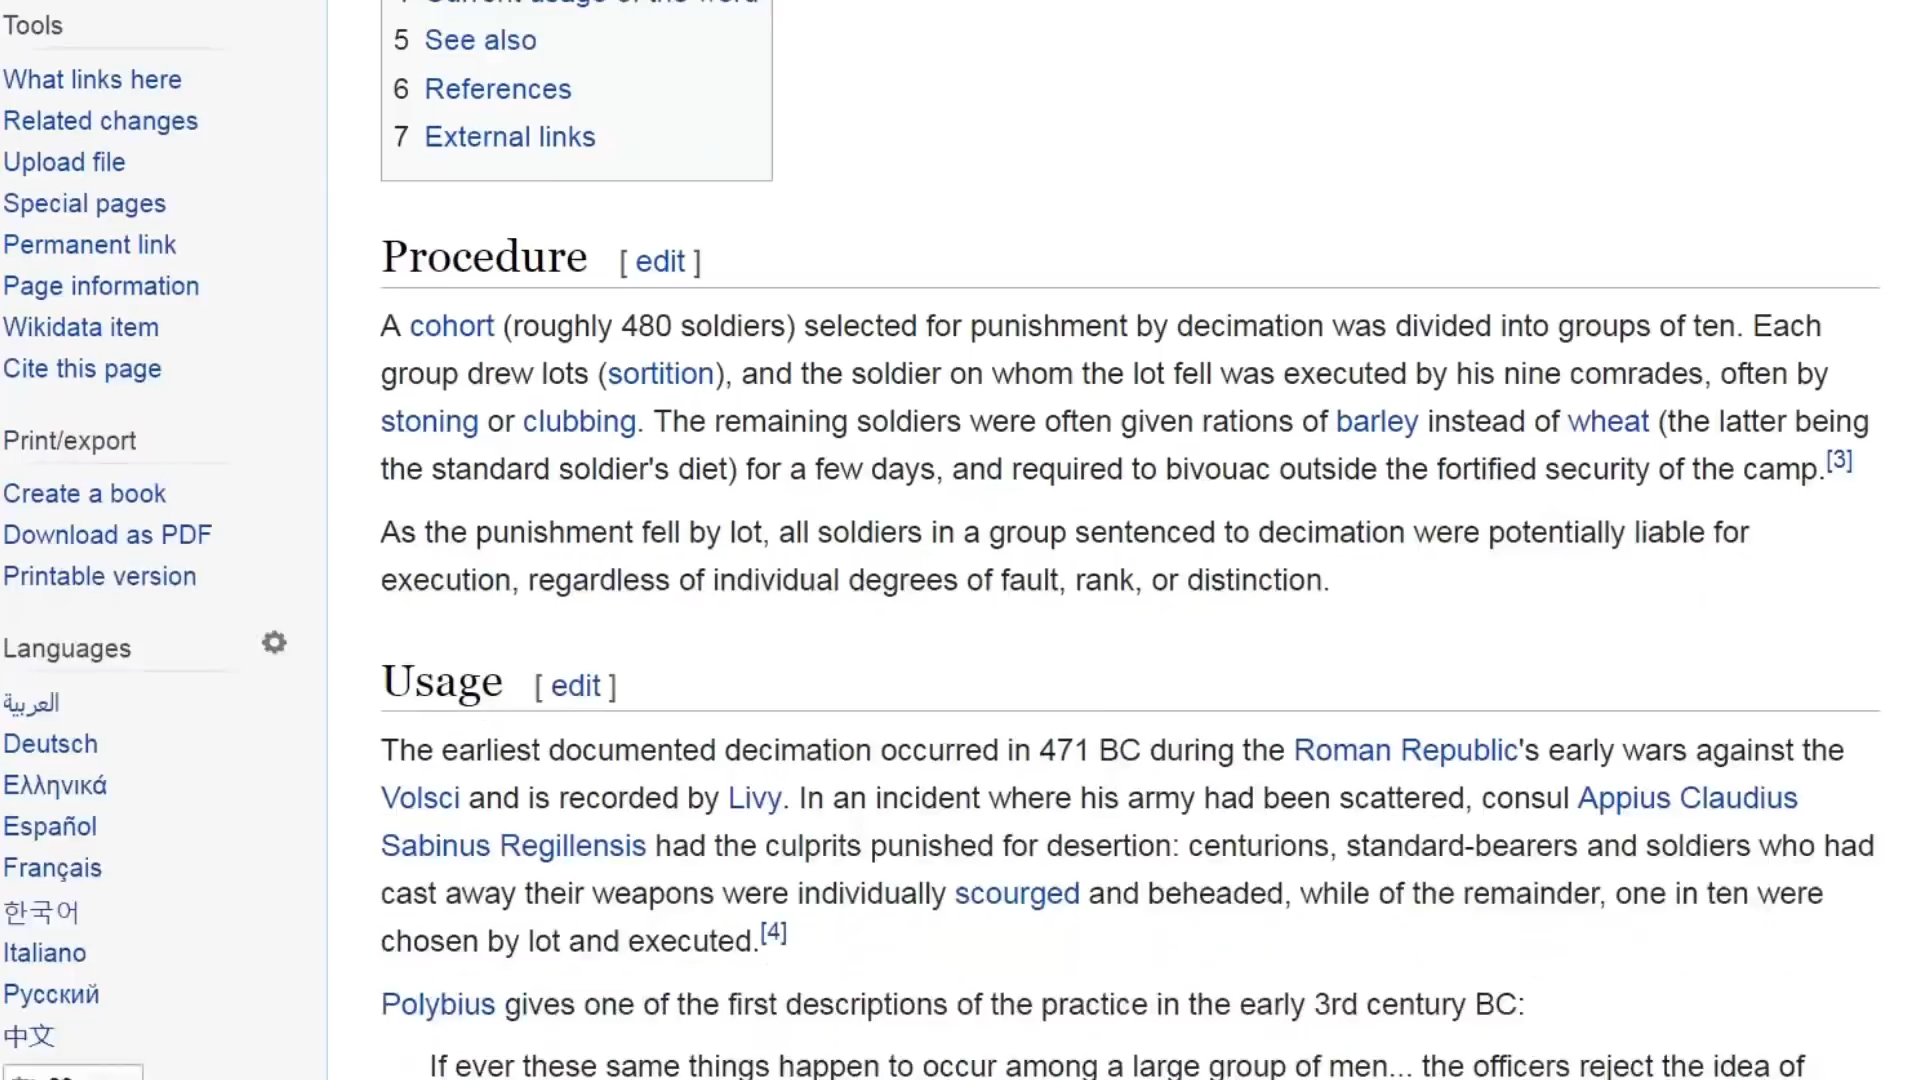 Tools
What links here
Related changes
Upload file
Special pages
Permanent link
Page information
Wikidata item
Cite this page
Print/export
Create a book
Download as PDF
Printable version
Languages
العربية
Deutsch
Ελληνικά
Español
Français
한국어
Italiano
Русский
中文
5 See also
6 References
7 External links
Procedure [ edit ]
A cohort (roughly 480 soldiers) selected for punishment by decimation was divided into groups of ten. Each
group drew lots (sortition), and the soldier on whom the lot fell was executed by his nine comrades, often by
stoning or clubbing. The remaining soldiers were often given rations of barley instead of wheat (the latter being
the standard soldier's diet) for a few days, and required to bivouac outside the fortified security of the camp.[3]
As the punishment fell by lot, all soldiers in a group sentenced to decimation were potentially liable for
execution, regardless of individual degrees of fault, rank, or distinction.
Usage [ edit ]
The earliest documented decimation occurred in 471 BC during the Roman Republic's early wars against the
Volsci and is recorded by Livy. In an incident where his army had been scattered, consul Appius Claudius
Sabinus Regillensis had the culprits punished for desertion: centurions, standard-bearers and soldiers who had
cast away their weapons were individually scourged and beheaded, while of the remainder, one in ten were
chosen by lot and executed.[4]
Polybius gives one of the first descriptions of the practice in the early 3rd century BC:
If ever these same things happen to occur among a large group of men... the officers reject the idea of